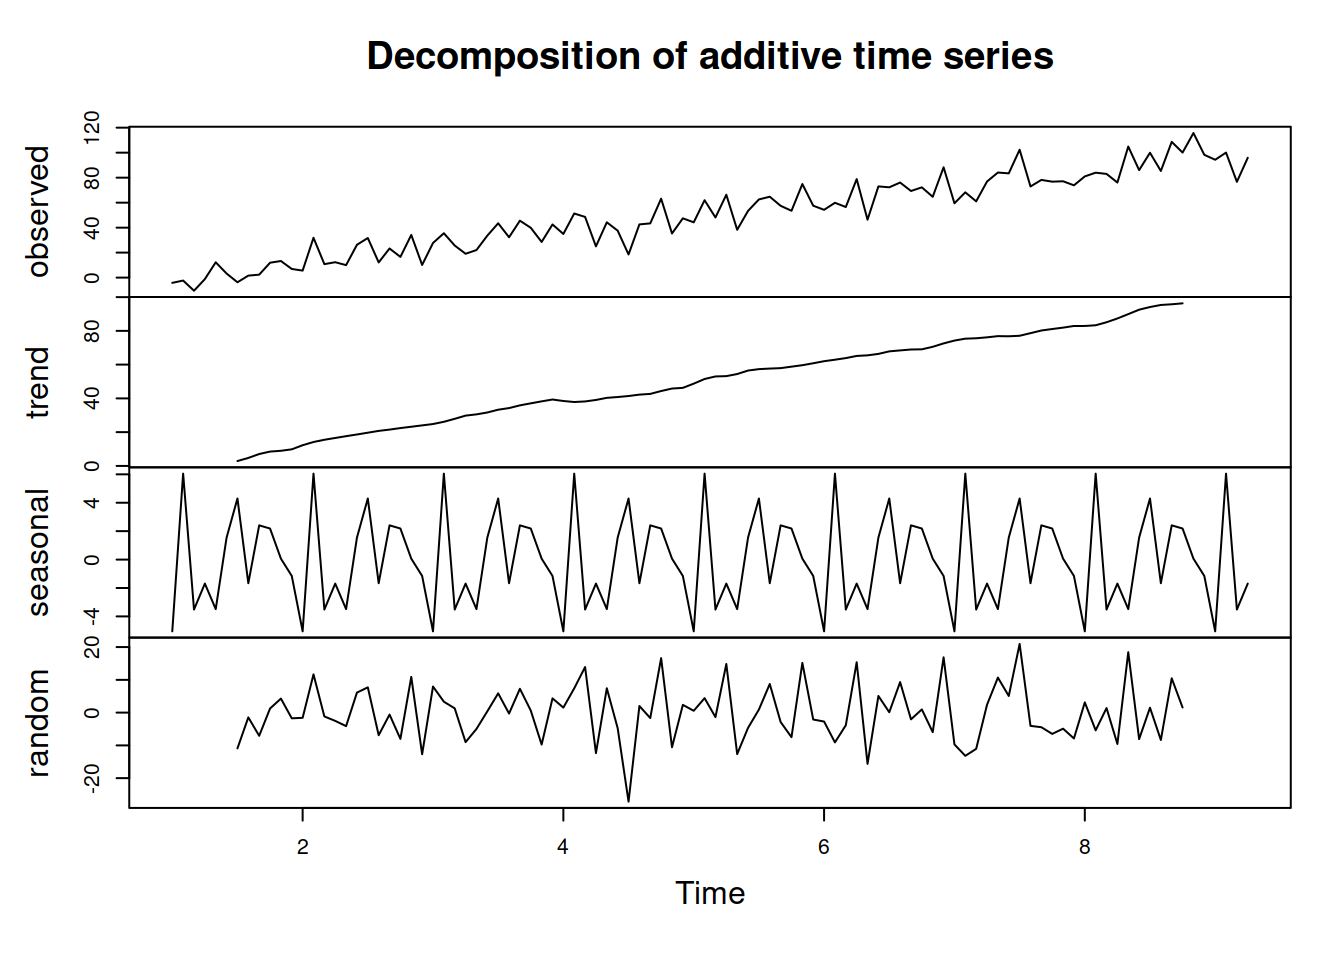 Decomposition of additive time series
observed
0 40 80 120
trend
0 40 80
seasonal
-4 0 4
random
-20 0 20
2 4 6 8
Time